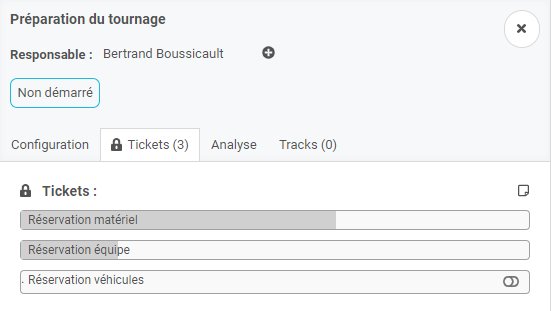 Préparation du tournage
Responsable : Bertrand Boussicault
Non démarré
Configuration Tickets (3) Analyse Tracks (0)
Tickets :
Réservation matériel
Réservation équipe
. Réservation véhicules